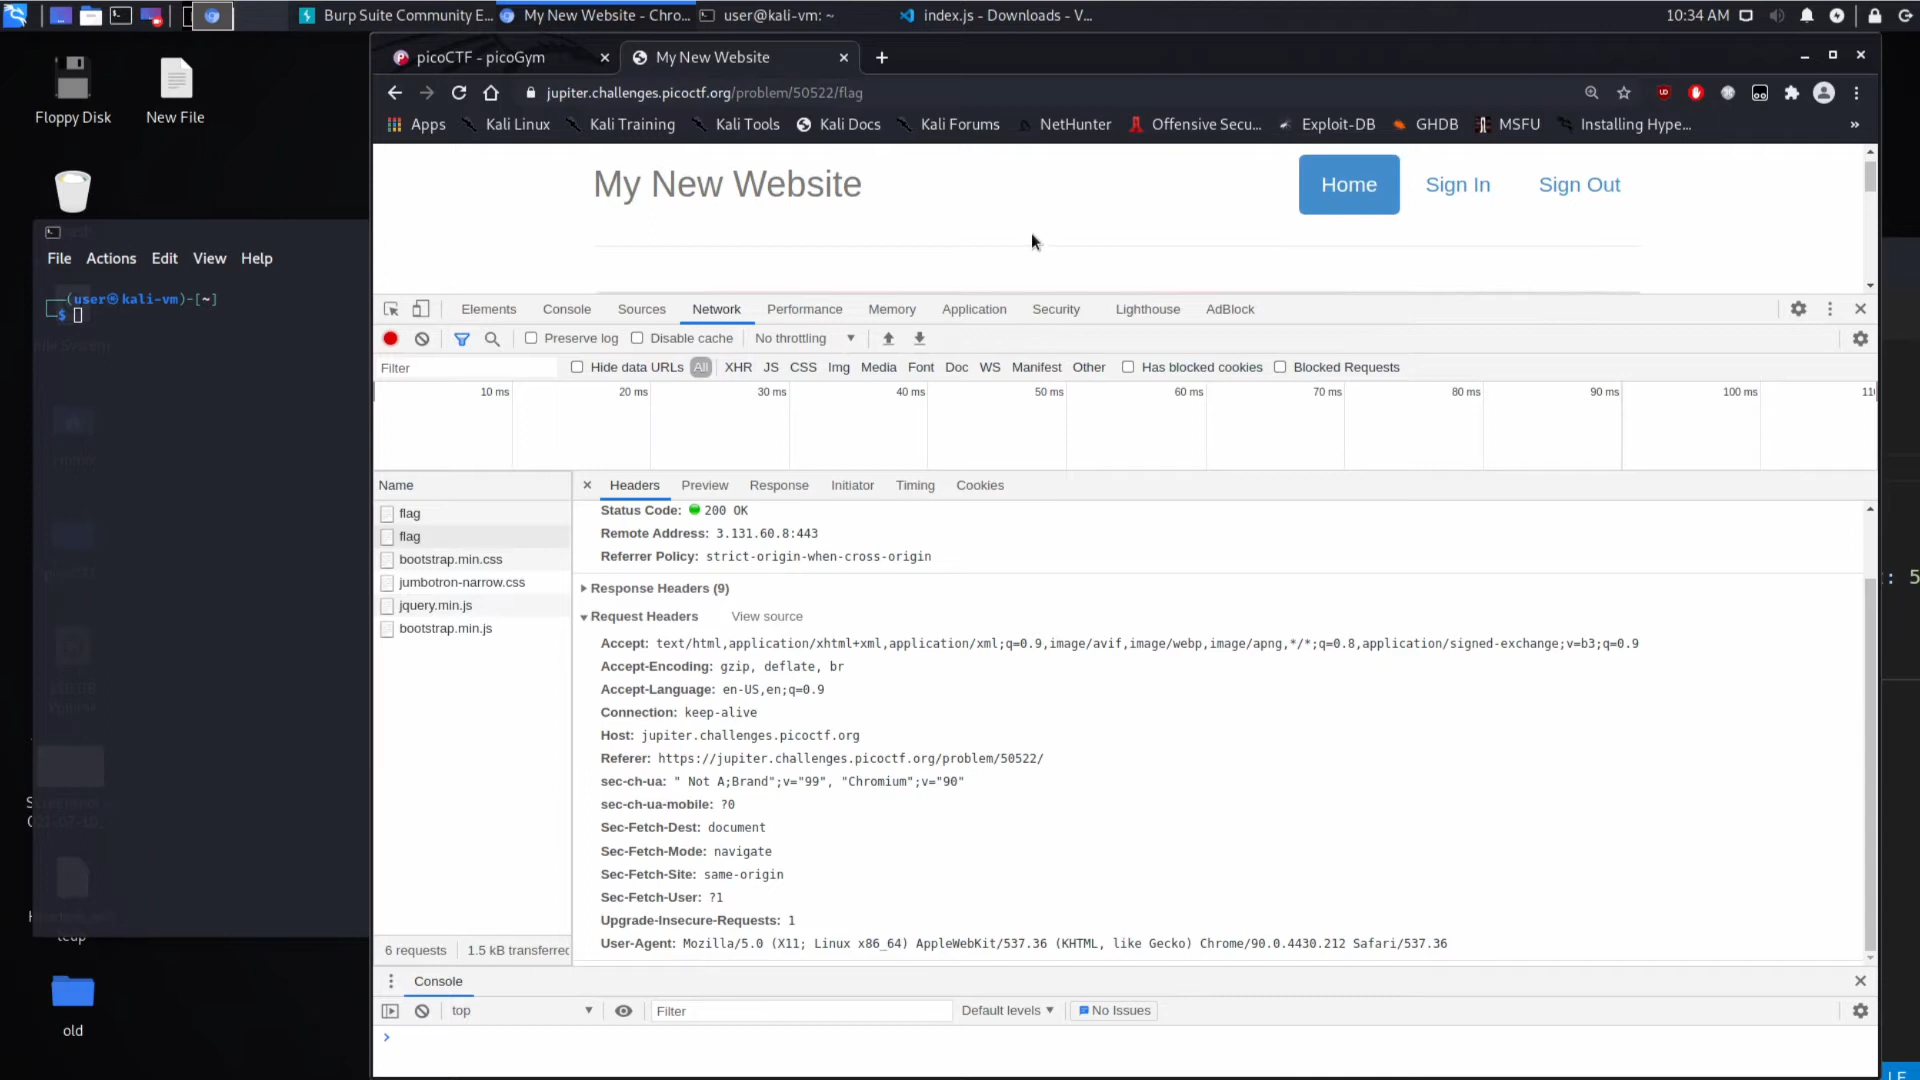 Burp Suite Community E...
My New Website - Chro...
user@kali-vm: ~
index.js - Downloads - V...
10:34 AM
Floppy Disk
New File
File Actions Edit View Help
(user㉿kali-vm)-[~]
$
old
picoCTF - picoGym
My New Website
jupiter.challenges.picoctf.org/problem/50522/flag
Apps Kali Linux Kali Training Kali Tools Kali Docs Kali Forums NetHunter Offensive Secu... Exploit-DB GHDB MSFU Installing Hype... »
My New Website
Home Sign In Sign Out
Elements Console Sources Network Performance Memory Application Security Lighthouse AdBlock
Preserve log Disable cache No throttling
Filter Hide data URLs All XHR JS CSS Img Media Font Doc WS Manifest Other Has blocked cookies Blocked Requests
10 ms 20 ms 30 ms 40 ms 50 ms 60 ms 70 ms 80 ms 90 ms 100 ms 11
Name
flag
flag
bootstrap.min.css
jumbotron-narrow.css
jquery.min.js
bootstrap.min.js
6 requests 1.5 kB transferred
Headers Preview Response Initiator Timing Cookies
Status Code: 200 OK
Remote Address: 3.131.60.8:443
Referrer Policy: strict-origin-when-cross-origin
Response Headers (9)
Request Headers View source
Accept: text/html,application/xhtml+xml,application/xml;q=0.9,image/avif,image/webp,image/apng,*/*;q=0.8,application/signed-exchange;v=b3;q=0.9
Accept-Encoding: gzip, deflate, br
Accept-Language: en-US,en;q=0.9
Connection: keep-alive
Host: jupiter.challenges.picoctf.org
Referer: https://jupiter.challenges.picoctf.org/problem/50522/
sec-ch-ua: " Not A;Brand";v="99", "Chromium";v="90"
sec-ch-ua-mobile: ?0
Sec-Fetch-Dest: document
Sec-Fetch-Mode: navigate
Sec-Fetch-Site: same-origin
Sec-Fetch-User: ?1
Upgrade-Insecure-Requests: 1
User-Agent: Mozilla/5.0 (X11; Linux x86_64) AppleWebKit/537.36 (KHTML, like Gecko) Chrome/90.0.4430.212 Safari/537.36
Console
top Filter Default levels No Issues
: 5
LF